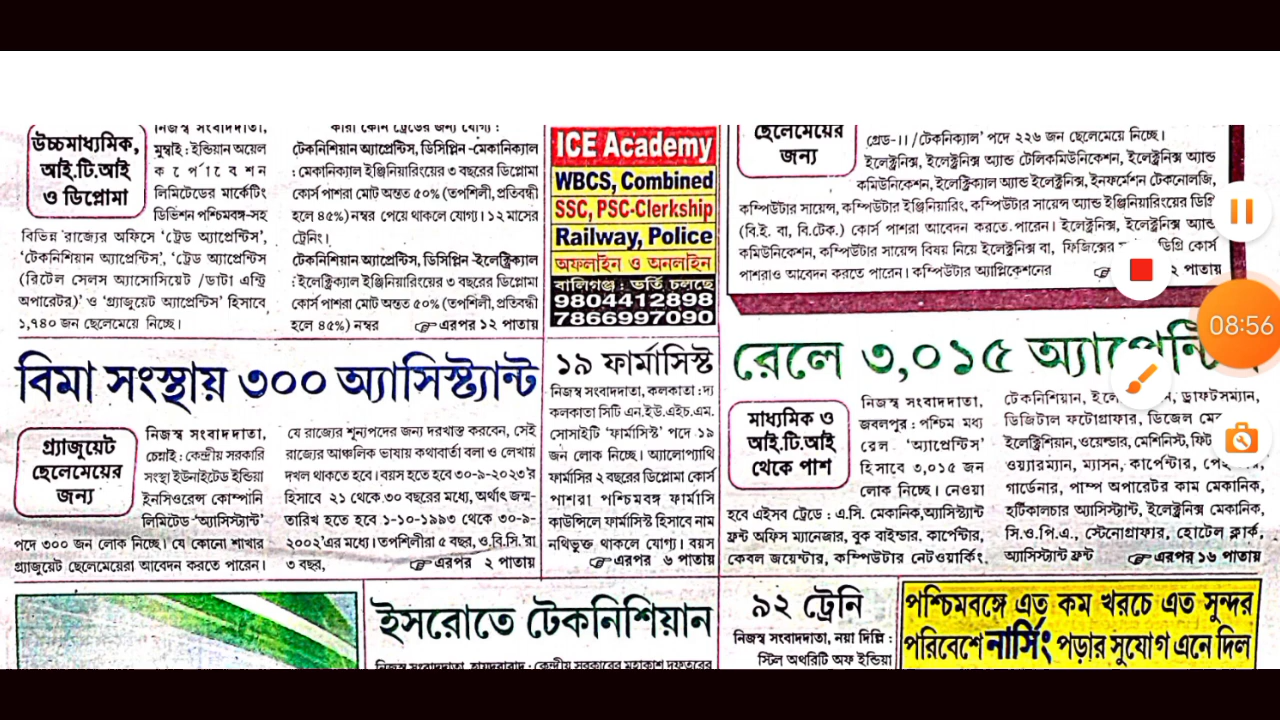 উচ্চমাধ্যমিক,
আই.টি.আই
ও ডিপ্লোমা
নিজস্ব সংবাদদাতা,
মুম্বাই : ইন্ডিয়ান অয়েল
কর্পোরেশন
লিমিটেডের মার্কেটিং
ডিভিশন পশ্চিমবঙ্গ-সহ
বিভিন্ন রাজ্যের অফিসে ‘ট্রেড অ্যাপ্রেন্টিস’,
‘টেকনিশিয়ান অ্যাপ্রেন্টিস’, ‘ট্রেড অ্যাপ্রেন্টিস
(রিটেল সেলস অ্যাসোসিয়েট /ডাটা এন্ট্রি
অপারেটর)’ ও ‘গ্র্যাজুয়েট অ্যাপ্রেন্টিস’ হিসাবে
১,৭৪০ জন ছেলেমেয়ে নিচ্ছে।
কারা কোন ট্রেডের জন্য যোগ্য :
টেকনিশিয়ান অ্যাপ্রেন্টিস, ডিসিপ্লিন -মেকানিক্যাল
: মেকানিক্যাল ইঞ্জিনিয়ারিংয়ের ৩ বছরের ডিপ্লোমা
কোর্স পাশরা মোট অন্তত ৫০% (তপশিলী, প্রতিবন্ধী
হলে ৪৫%) নম্বর পেয়ে থাকলে যোগ্য। ১২ মাসের
ট্রেনিং।
টেকনিশিয়ান অ্যাপ্রেন্টিস, ডিসিপ্লিন -ইলেক্ট্রিক্যাল
: ইলেক্ট্রিক্যাল ইঞ্জিনিয়ারিংয়ের ৩ বছরের ডিপ্লোমা
কোর্স পাশরা মোট অন্তত ৫০% (তপশিলী, প্রতিবন্ধী
হলে ৪৫%) নম্বর ☞ এরপর ১২ পাতায়
ICE Academy
WBCS, Combined
SSC, PSC-Clerkship
Railway, Police
অফলাইন ও অনলাইন
বালিগঞ্জ : ভর্তি চলছে
9804412898
7866997090
ছেলেমেয়ের
জন্য
গ্রেড-II /টেকনিক্যাল’ পদে ২২৬ জন ছেলেমেয়ে নিচ্ছে।
ইলেক্ট্রনিক্স, ইলেক্ট্রনিক্স অ্যান্ড টেলিকমিউনিকেশন, ইলেক্ট্রনিক্স অ্যান্ড
কমিউনিকেশন, ইলেক্ট্রিক্যাল অ্যান্ড ইলেক্ট্রনিক্স, ইনফর্মেশন টেকনোলজি,
কম্পিউটার সায়েন্স, কম্পিউটার ইঞ্জিনিয়ারিং, কম্পিউটার সায়েন্স অ্যান্ড ইঞ্জিনিয়ারিংয়ের ডিগ্রি
(বি.ই. বা, বি.টেক.) কোর্স পাশরা আবেদন করতে পারেন। ইলেক্ট্রনিক্স, ইলেক্ট্রনিক্স অ্যান্ড
কমিউনিকেশন, কম্পিউটার সায়েন্স বিষয় নিয়ে ইলেক্ট্রনিক্স বা, ফিজিক্সের ডিগ্রি কোর্স
পাশরাও আবেদন করতে পারেন। কম্পিউটার অ্যাপ্লিকেশনের ☞ ২ পাতায়
08:56
বিমা সংস্থায় ৩০০ অ্যাসিস্ট্যান্ট
গ্র্যাজুয়েট
ছেলেমেয়ের
জন্য
নিজস্ব সংবাদদাতা,
চেন্নাই : কেন্দ্রীয় সরকারি
সংস্থা ইউনাইটেড ইন্ডিয়া
ইনসিওরেন্স কোম্পানি
লিমিটেড ‘অ্যাসিস্ট্যান্ট’
পদে ৩০০ জন লোক নিচ্ছে। যে কোনো শাখার
গ্র্যাজুয়েট ছেলেমেয়েরা আবেদন করতে পারেন।
যে রাজ্যের শূন্যপদের জন্য দরখাস্ত করবেন, সেই
রাজ্যের আঞ্চলিক ভাষায় কথাবার্তা বলা ও লেখায়
দখল থাকতে হবে। বয়স হতে হবে ৩০-৯-২০২৩’র
হিসাবে ২১ থেকে ৩০ বছরের মধ্যে, অর্থাৎ জন্ম-
তারিখ হতে হবে ১-১০-১৯৯৩ থেকে ৩০-৯-
২০০২’এর মধ্যে। তপশিলীরা ৫ বছর, ও.বি.সি.’রা
৩ বছর, ☞ এরপর ২ পাতায়
১৯ ফার্মাসিস্ট
নিজস্ব সংবাদদাতা, কলকাতা : দ্য
কলকাতা সিটি এন.ইউ.এইচ.এম.
সোসাইটি ‘ফার্মাসিস্ট’ পদে ১৯
জন লোক নিচ্ছে। অ্যালোপ্যাথি
ফার্মাসির ২ বছরের ডিপ্লোমা কোর্স
পাশরা পশ্চিমবঙ্গ ফার্মাসি
কাউন্সিলে ফার্মাসিস্ট হিসাবে নাম
নথিভুক্ত থাকলে যোগ্য। বয়স
☞ এরপর ৬ পাতায়
রেলে ৩,০১৫
মাধ্যমিক ও
আই.টি.আই
থেকে পাশ
নিজস্ব সংবাদদাতা,
জবলপুর : পশ্চিম মধ্য
রেল ‘অ্যাপ্রেন্টিস’
হিসাবে ৩,০১৫ জন
লোক নিচ্ছে। নেওয়া
হবে এইসব ট্রেডে : এ.সি. মেকানিক,অ্যাসিস্ট্যান্ট
ফ্রন্ট অফিস ম্যানেজার, বুক বাইন্ডার, কার্পেন্টার,
কেবল জয়েন্টার, কম্পিউটার নেটওয়ার্কিং
টেকনিশিয়ান, ড্রাফটসম্যান,
ডিজিটাল ফটোগ্রাফার, ডিজেল
ইলেক্ট্রিশিয়ান, ওয়েল্ডার, মেশিনিস্ট,
ওয়্যারম্যান, ম্যাসন, কার্পেন্টার,
গার্ডেনার, পাম্প অপারেটর কাম মেকানিক,
হর্টিকালচার অ্যাসিস্ট্যান্ট, ইলেক্ট্রনিক্স মেকানিক,
সি.ও.পি.এ., স্টেনোগ্রাফার, হোটেল ক্লার্ক,
অ্যাসিস্ট্যান্ট ফ্রন্ট ☞ এরপর ১৬ পাতায়
ইসরোতে টেকনিশিয়ান
নিজস্ব সংবাদদাতা, হায়দরাবাদ : কেন্দ্রীয় সরকারের মহাকাশ দফতরের
৯২ ট্রেনি
নিজস্ব সংবাদদাতা, নয়া দিল্লি :
স্টিল অথরিটি অফ ইন্ডিয়া
পশ্চিমবঙ্গে এত কম খরচে এত সুন্দর
পরিবেশে নার্সিং পড়ার সুযোগ এনে দিল